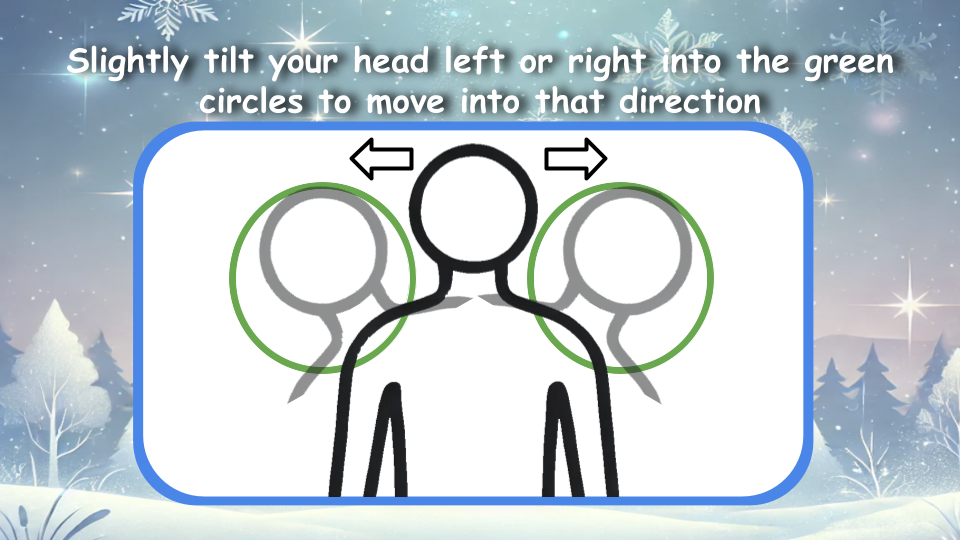 Slightly tilt your head left or right into the green
circles to move into that direction